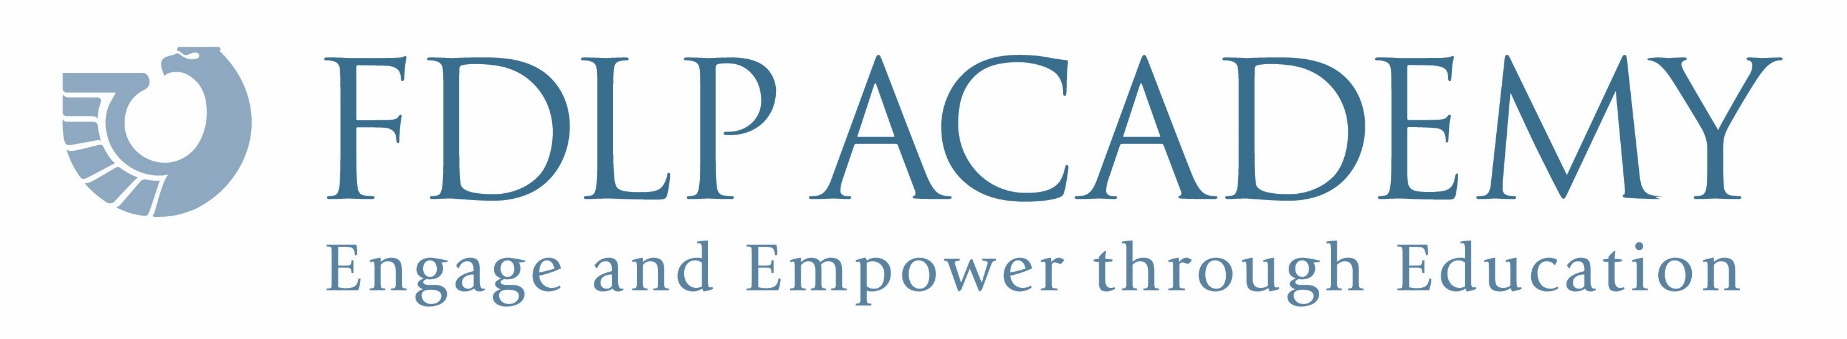 FDLP ACADEMY
Engage and Empower through Education